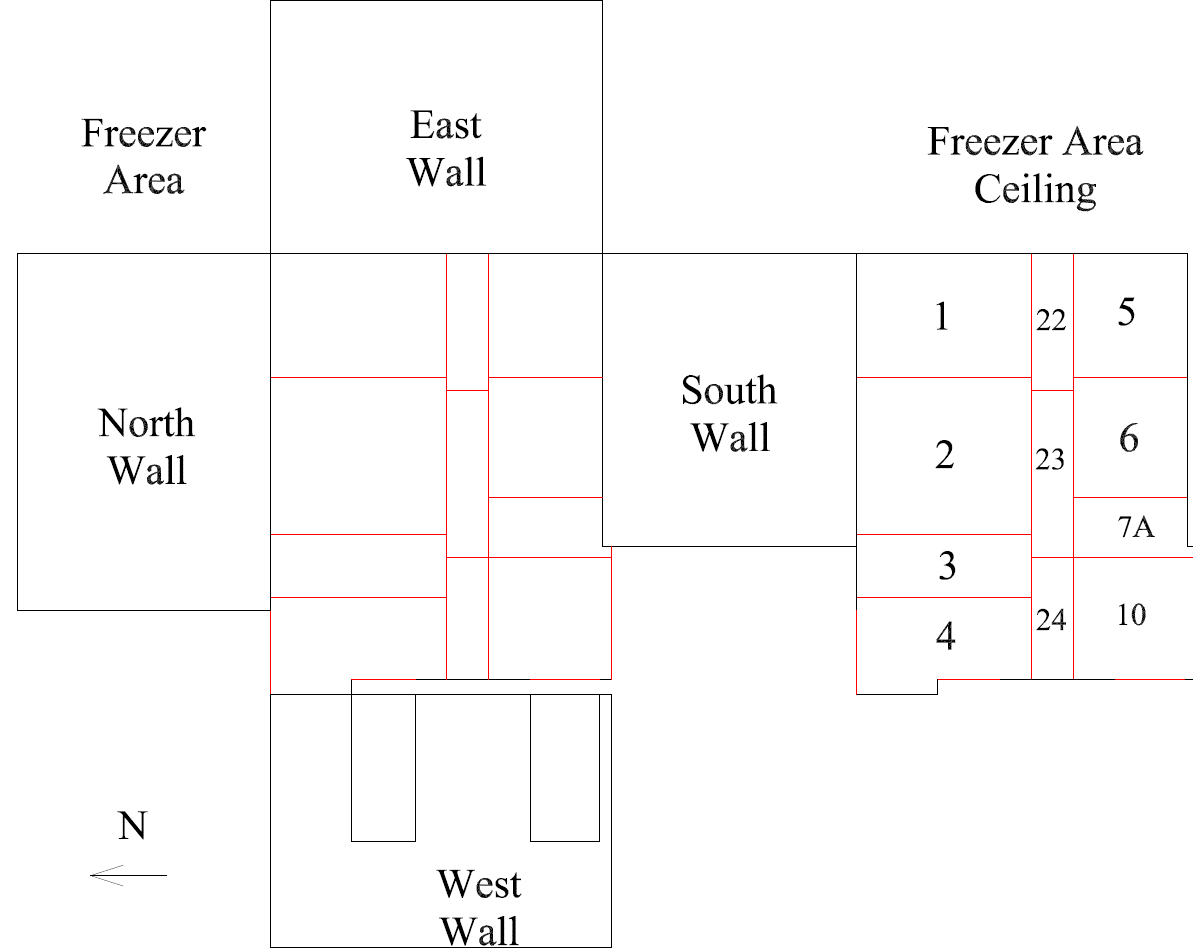 Freezer
Area
East
Wall
Freezer Area
Ceiling
North
Wall
South
Wall
1
22
5
2
23
6
7A
3
4
24
10
N
West
Wall